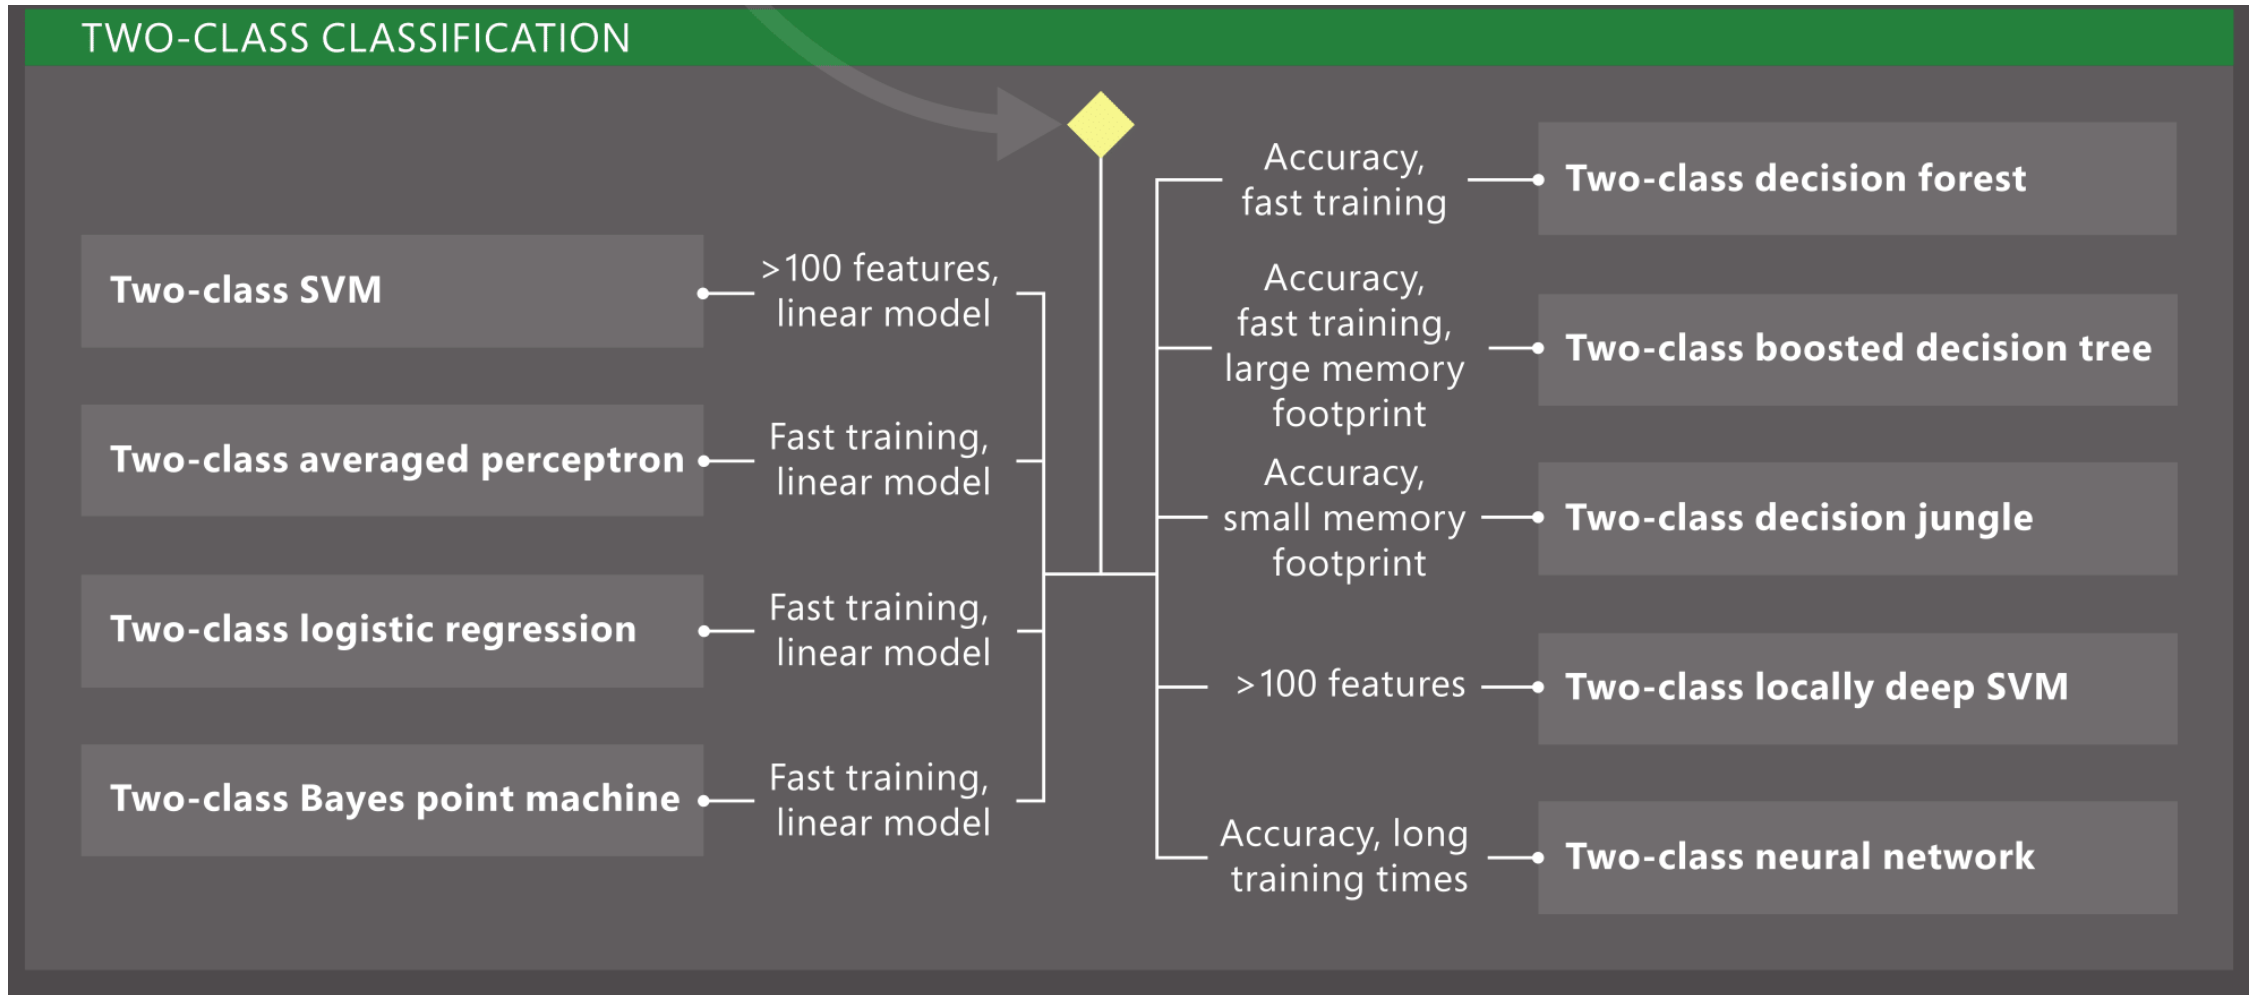 TWO-CLASS CLASSIFICATION
Two-class SVM
>100 features,
linear model
Two-class averaged perceptron
Fast training,
linear model
Two-class logistic regression
Fast training,
linear model
Two-class Bayes point machine
Fast training,
linear model
Accuracy,
fast training
Two-class decision forest
Accuracy,
fast training,
large memory
footprint
Two-class boosted decision tree
Accuracy,
small memory
footprint
Two-class decision jungle
>100 features
Two-class locally deep SVM
Accuracy, long
training times
Two-class neural network